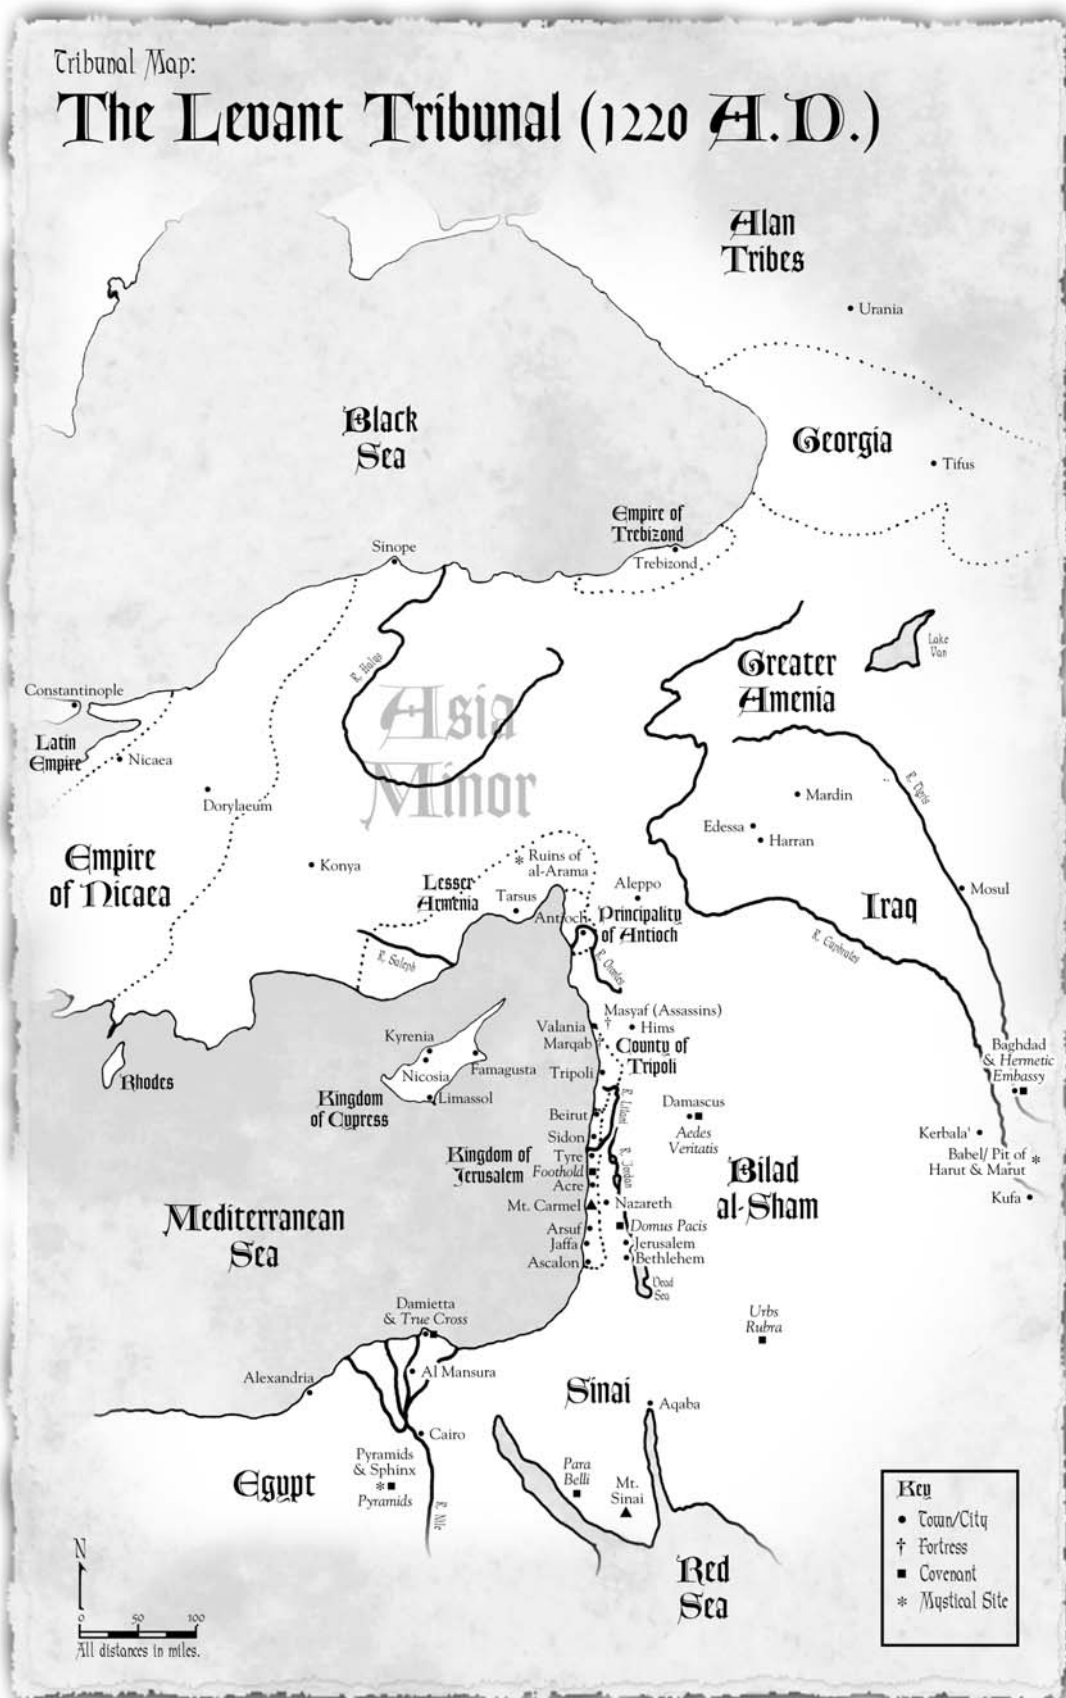 Tribunal Map:
The Levant Tribunal (1220 A.D.)
Alan
Tribes
Urania
Black
Sea
Georgia
Tifus
Empire of
Trebizond
Trebizond
Sinope
R. Halys
Lake
Van
Greater
Amenia
Asia
Minor
Constantinople
Latin
Empire
Nicaea
Dorylaeum
R. Tigris
Mardin
Edessa
Harran
Empire
of Nicaea
Konya
Ruins of
al-Arama
Lesser
Armenia
Tarsus
Aleppo
Antioch
Principality
of Antioch
Mosul
Iraq
R. Saleph
R. Orontes
R. Euphrates
Masyaf (Assassins)
Valania
Hims
Marqab
County of
Tripoli
Tripoli
Kyrenia
Nicosia
Famagusta
Limassol
Kingdom
of Cypress
Rhodes
Baghdad
& Hermetic
Embassy
Beirut
R. Litani
Damascus
Aedes
Veritatis
Sidon
Kingdom of
Jerusalem
Tyre
Foothold
Acre
R. Jordan
Kerbala'
Babel/ Pit of
Harut & Marut
Kufa
Bilad
al-Sham
Mt. Carmel
Nazareth
Mediterranean
Sea
Arsuf
Domus Pacis
Jaffa
Jerusalem
Ascalon
Bethlehem
Dead
Sea
Damietta
& True Cross
Urbs
Rubra
Alexandria
Al Mansura
Sinai
Aqaba
Cairo
Egypt
Pyramids
& Sphinx
Pyramids
R. Nile
Para
Belli
Mt.
Sinai
Red
Sea
Key
Town/City
Fortress
Covenant
Mystical Site
N
0 50 100
All distances in miles.